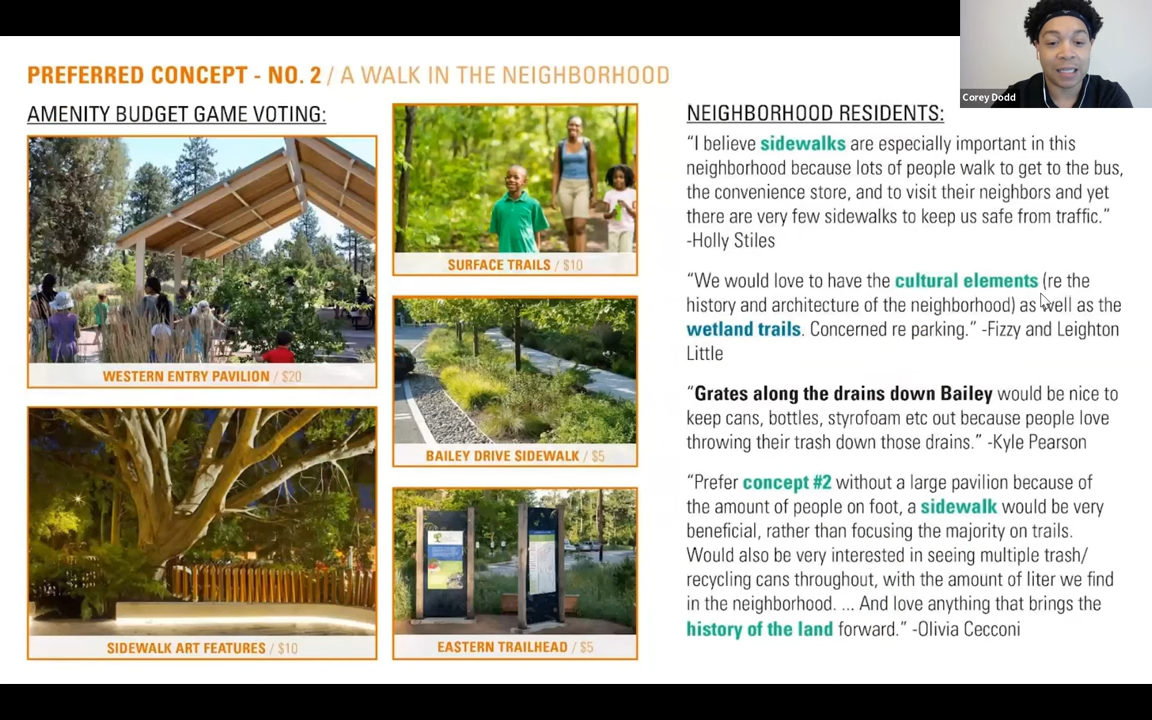 PREFERRED CONCEPT - NO. 2 / A WALK IN THE NEIGHBORHOOD
AMENITY BUDGET GAME VOTING:
WESTERN ENTRY PAVILION / $20
SIDEWALK ART FEATURES / $10
SURFACE TRAILS / $10
BAILEY DRIVE SIDEWALK / $5
EASTERN TRAILHEAD / $5
NEIGHBORHOOD RESIDENTS:
“I believe sidewalks are especially important in this
neighborhood because lots of people walk to get to the bus,
the convenience store, and to visit their neighbors and yet
there are very few sidewalks to keep us safe from traffic.”
-Holly Stiles
“We would love to have the cultural elements (re the
history and architecture of the neighborhood) as well as the
wetland trails. Concerned re parking.” -Fizzy and Leighton
Little
“Grates along the drains down Bailey would be nice to
keep cans, bottles, styrofoam etc out because people love
throwing their trash down those drains.” -Kyle Pearson
“Prefer concept #2 without a large pavilion because of
the amount of people on foot, a sidewalk would be very
beneficial, rather than focusing the majority on trails.
Would also be very interested in seeing multiple trash/
recycling cans throughout, with the amount of liter we find
in the neighborhood. ... And love anything that brings the
history of the land forward.” -Olivia Cecconi
Corey Dodd